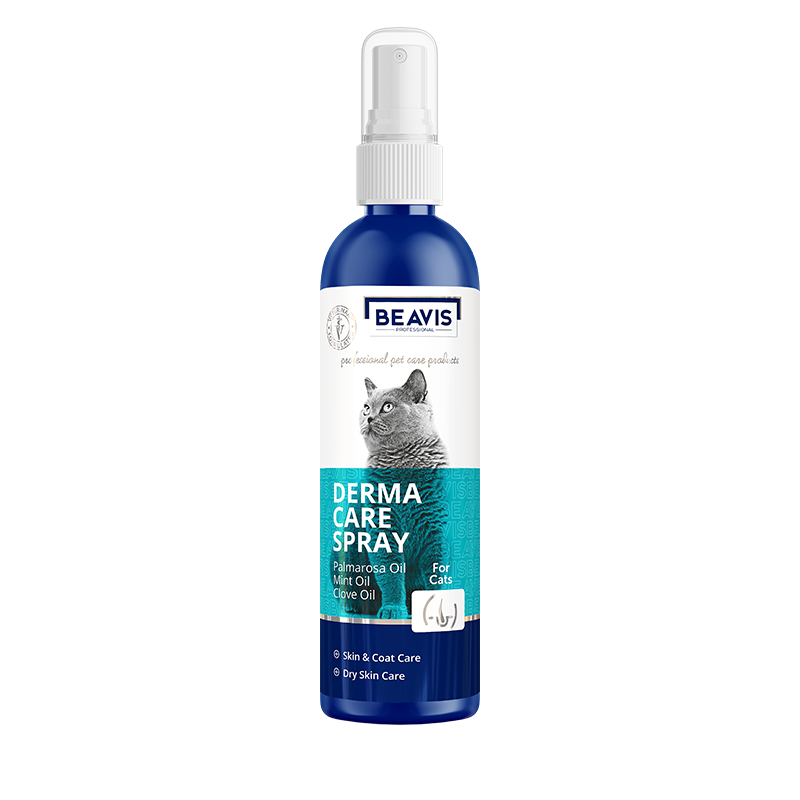 BEAVIS
PROFESSIONAL
professional pet care products
DERMA
CARE
SPRAY
Palmarosa Oil
Mint Oil
Clove Oil
For
Cats
Skin & Coat Care
Dry Skin Care